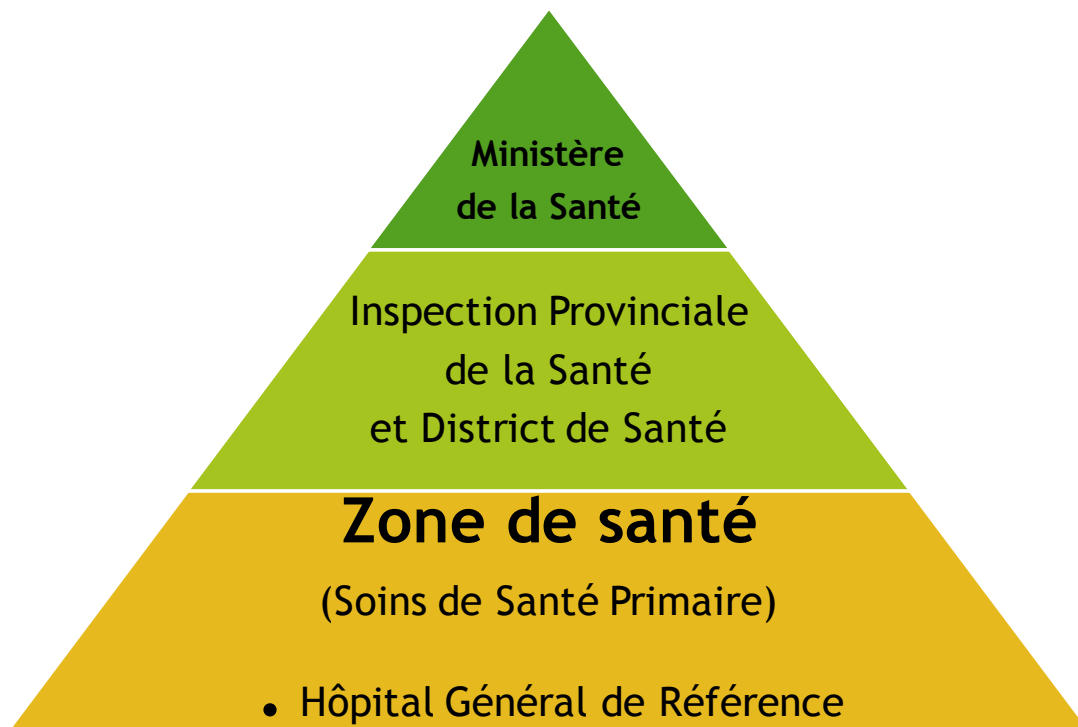 Ministère
de la Santé
Inspection Provinciale
de la Santé
et District de Santé
Zone de santé
(Soins de Santé Primaire)
• Hôpital Général de Référence